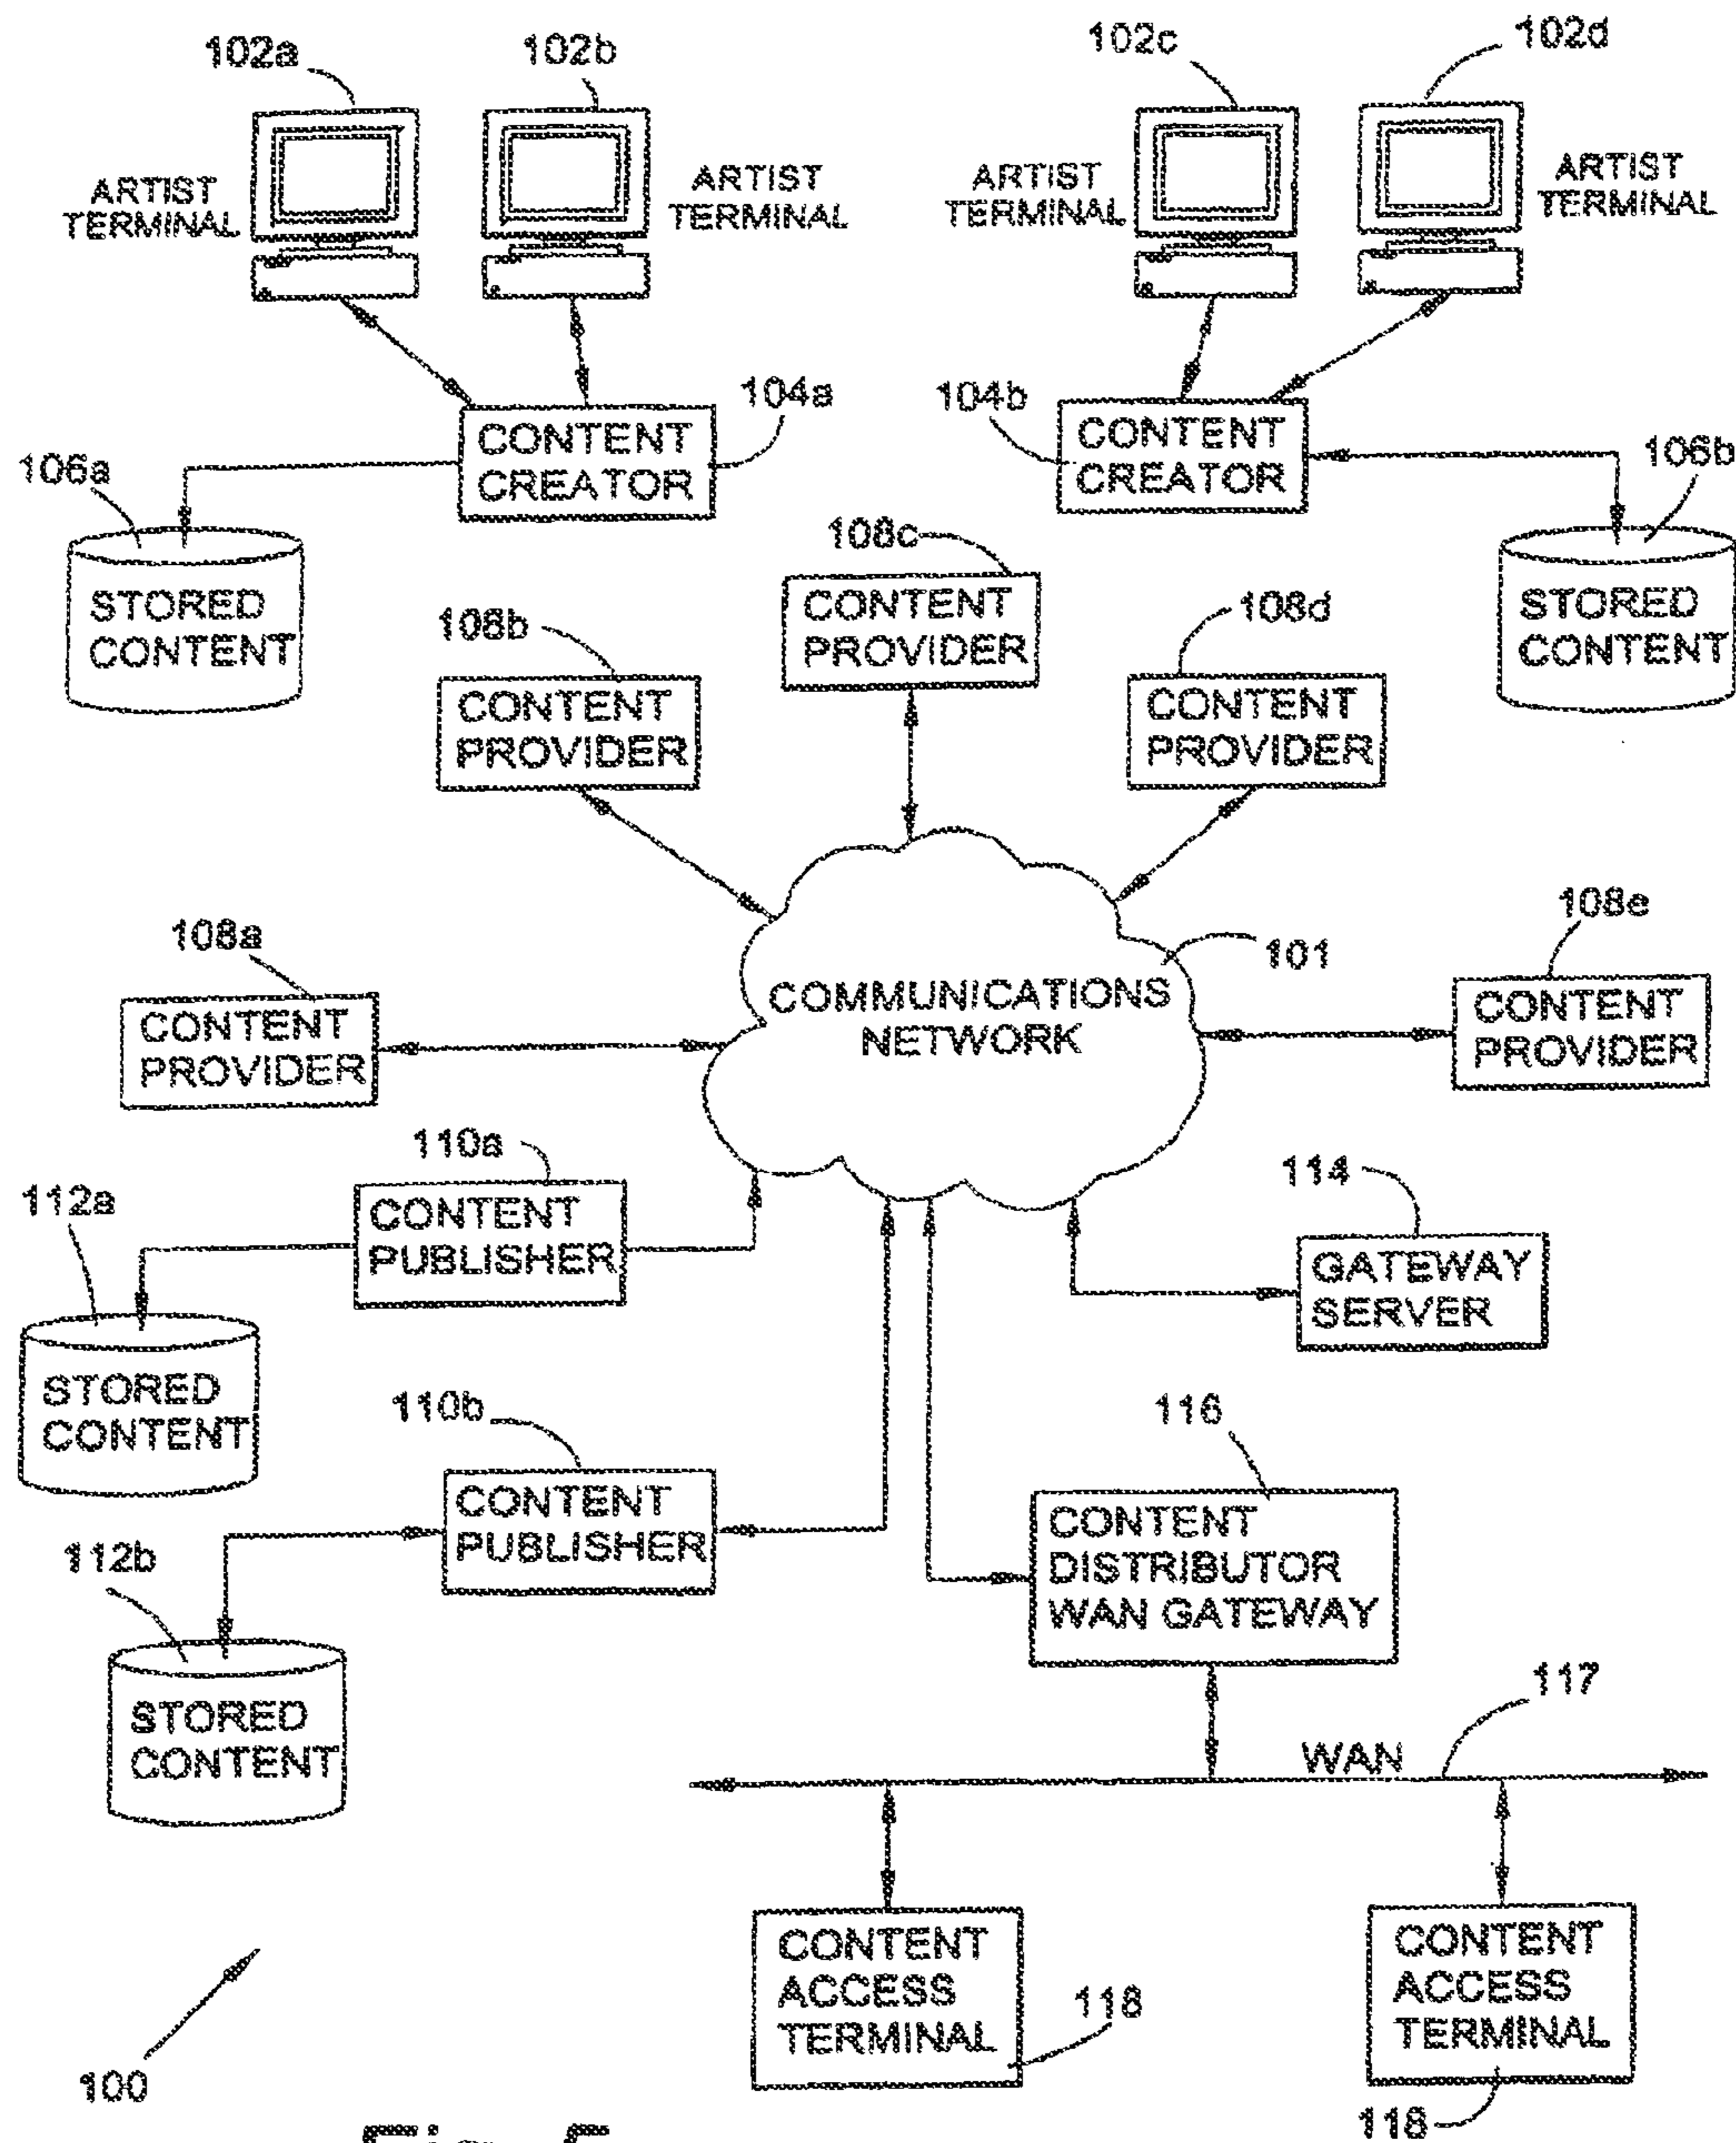 102a
102b
102c
102d
ARTIST
TERMINAL
ARTIST
TERMINAL
ARTIST
TERMINAL
ARTIST
TERMINAL
104a
104b
CONTENT
CREATOR
CONTENT
CREATOR
106a
106b
STORED
CONTENT
STORED
CONTENT
108c
CONTENT
PROVIDER
108b
CONTENT
PROVIDER
108d
CONTENT
PROVIDER
108a
CONTENT
PROVIDER
101
COMMUNICATIONS
NETWORK
108e
CONTENT
PROVIDER
110a
CONTENT
PUBLISHER
112a
STORED
CONTENT
114
GATEWAY
SERVER
110b
CONTENT
PUBLISHER
112b
STORED
CONTENT
116
CONTENT
DISTRIBUTOR
WAN GATEWAY
117
WAN
CONTENT
ACCESS
TERMINAL
118
CONTENT
ACCESS
TERMINAL
118
100